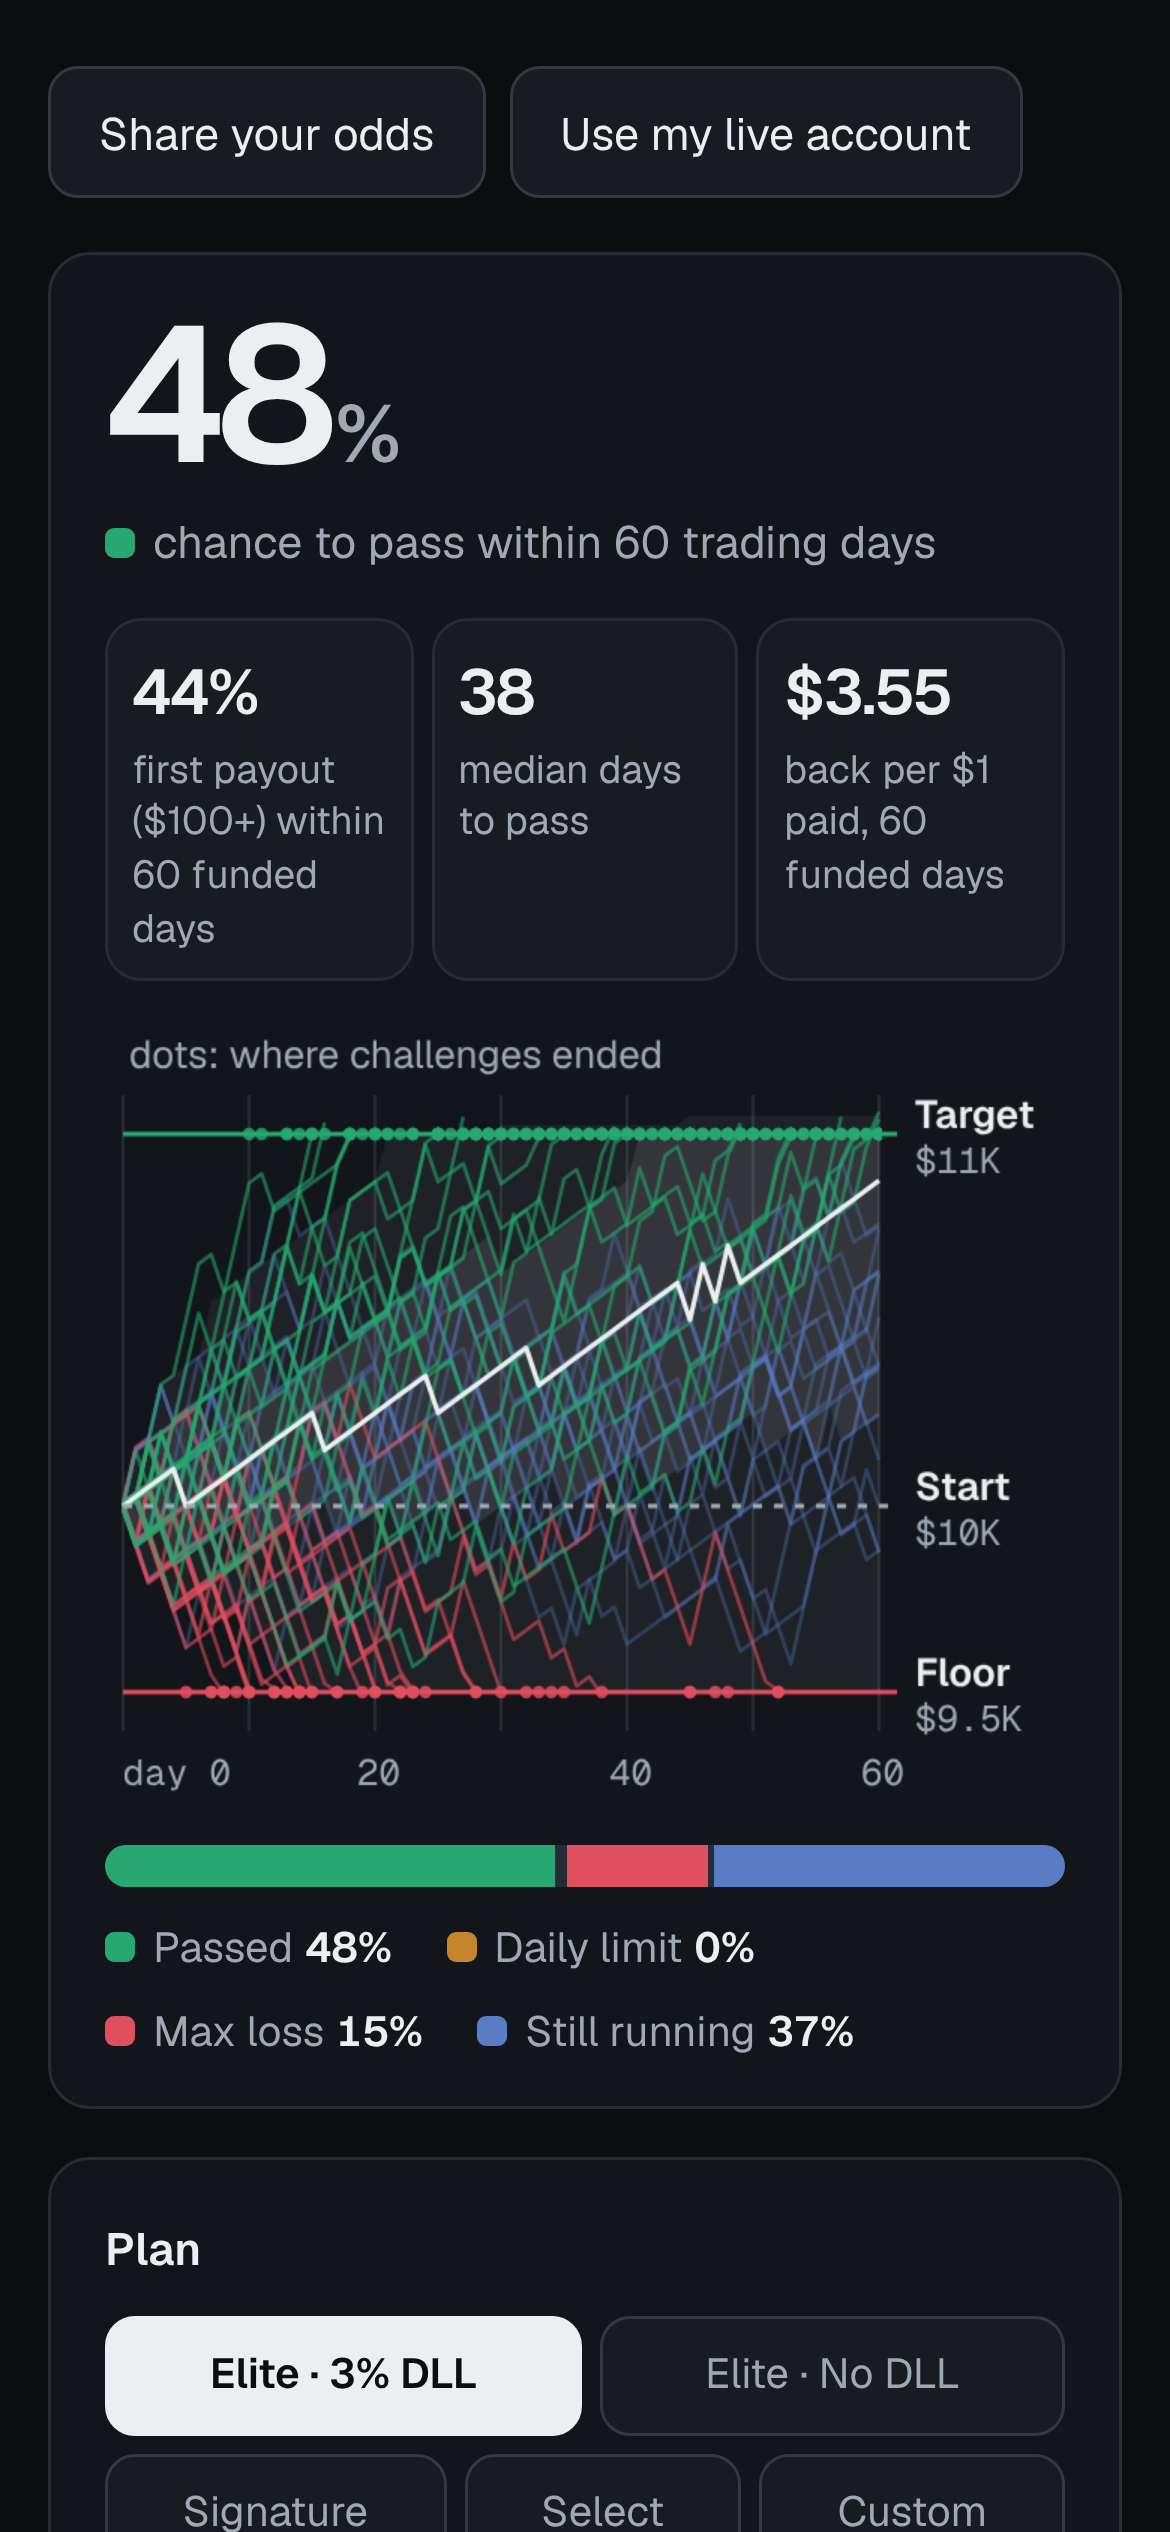 Share your odds
Use my live account
48%
chance to pass within 60 trading days
44%
first payout
($100+) within
60 funded
days
38
median days
to pass
$3.55
back per $1
paid, 60
funded days
dots: where challenges ended
Target
$11K
Start
$10K
Floor
$9.5K
day 0 20 40 60
Passed 48% Daily limit 0%
Max loss 15% Still running 37%
Plan
Elite · 3% DLL
Elite · No DLL
Signature
Select
Custom